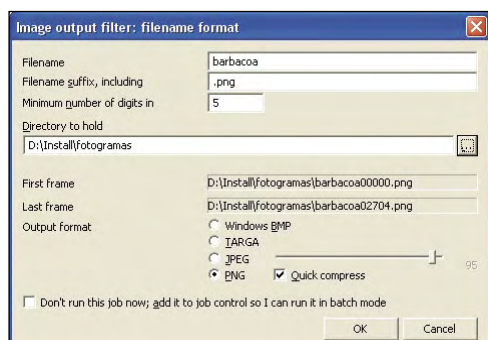 Image output filter: filename format
Filename barbacoa
Filename suffix, including .png
Minimum number of digits in 5
Directory to hold
D:\Install\fotogramas ...
First frame D:\Install\fotogramas\barbacoa00000.png
Last frame D:\Install\fotogramas\barbacoa02704.png
Output format Windows BMP
TARGA
JPEG 95
PNG Quick compress
Don't run this job now; add it to job control so I can run it in batch mode
OK Cancel